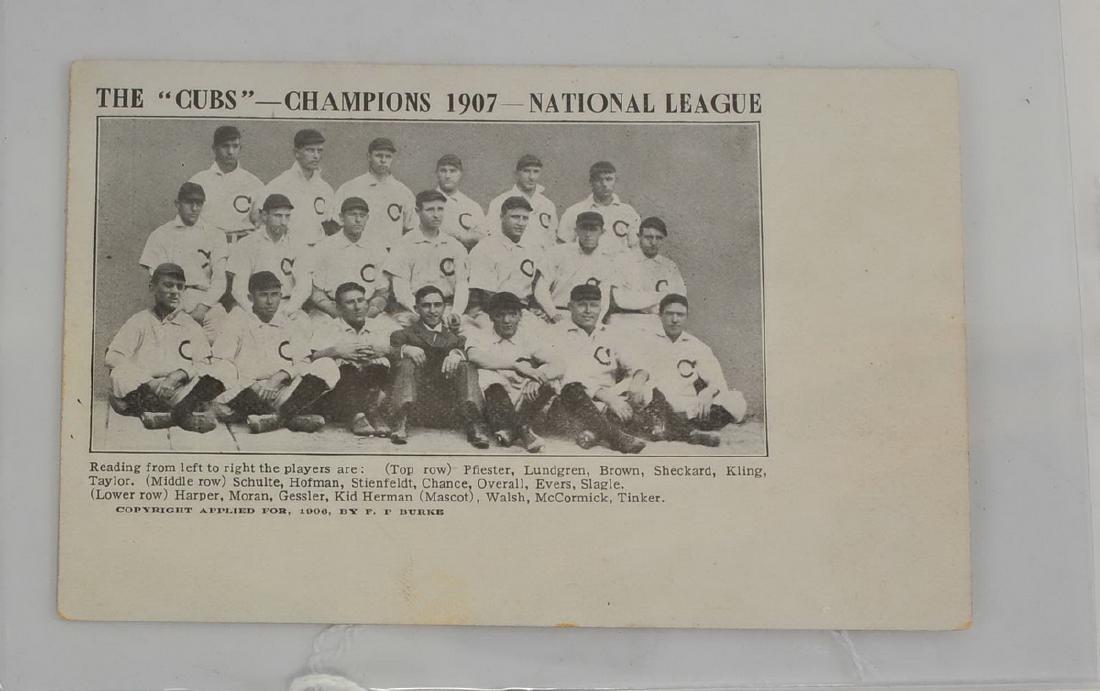 THE “CUBS”—CHAMPIONS 1907—NATIONAL LEAGUE
Reading from left to right the players are: (Top row) Pfiester, Lundgren, Brown, Sheckard, Kling,
Taylor. (Middle row) Schulte, Hofman, Stienfeldt, Chance, Overall, Evers, Slagle.
(Lower row) Harper, Moran, Gessler, Kid Herman (Mascot), Walsh, McCormick, Tinker.
COPYRIGHT APPLIED FOR, 1906, BY F. P BURKE